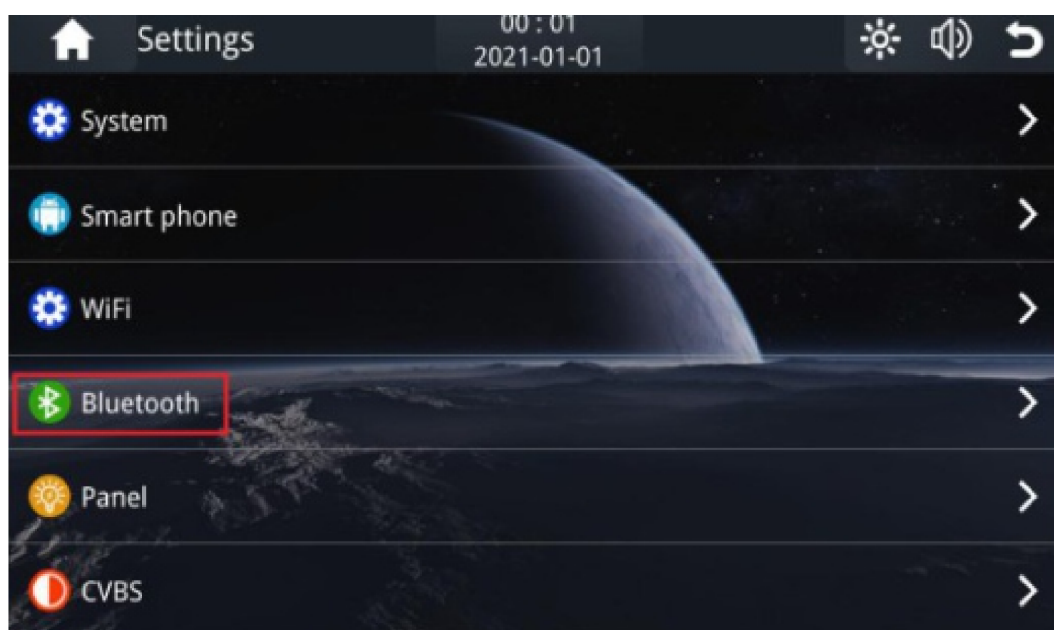 Settings
00 : 01
2021-01-01
System
Smart phone
WiFi
Bluetooth
Panel
CVBS